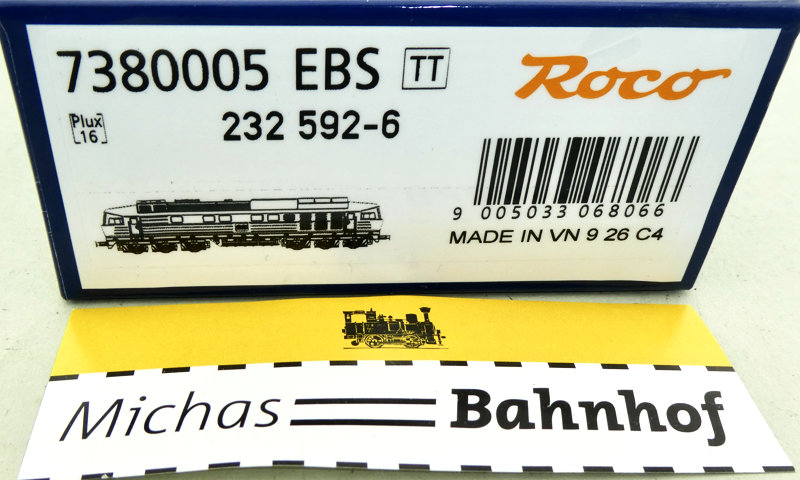 7380005 EBS TT
Roco
Plux
16
232 592-6
9 005033 068066
MADE IN VN 9 26 C4
Michas Bahnhof